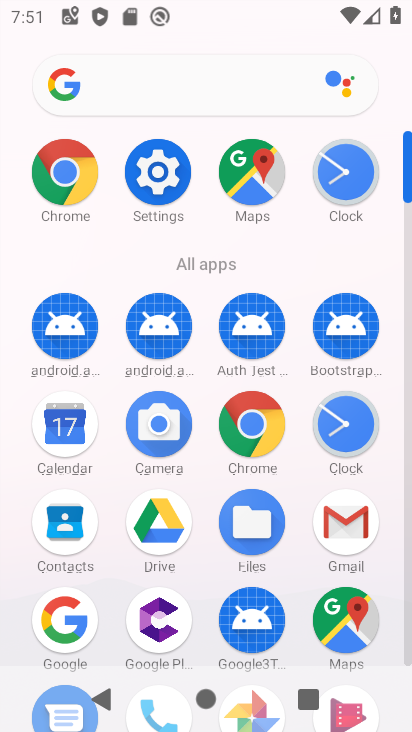 7:51
G
Chrome Settings Maps Clock
All apps
android.a... android.a... Auth Test ... Bootstrap...
17
Calendar Camera Chrome Clock
Contacts Drive Files Gmail
Google Google Pl... Google3T... Maps